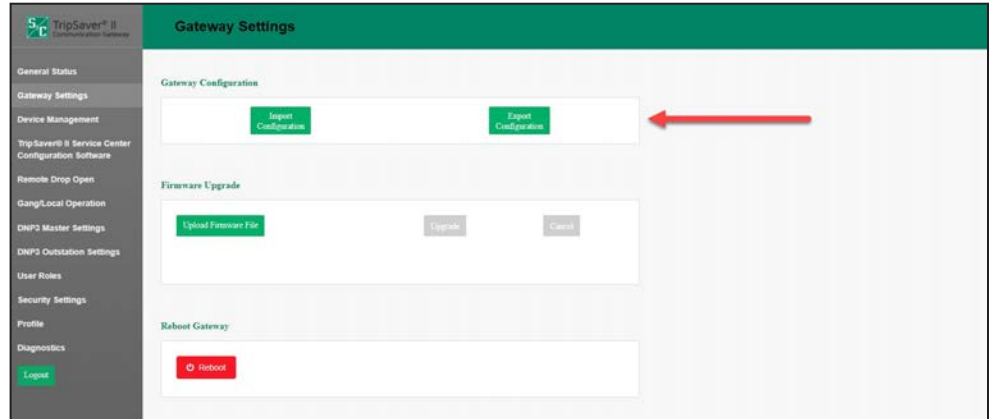 S&C TripSaver® II
Communication Gateway
Gateway Settings
General Status
Gateway Settings
Device Management
TripSaver® II Service Center
Configuration Software
Remote Drop Open
Gang/Local Operation
DNP3 Master Settings
DNP3 Outstation Settings
User Roles
Security Settings
Profile
Diagnostics
Logout
Gateway Configuration
Import
Configuration
Export
Configuration
Firmware Upgrade
Upload Firmware File
Upgrade
Cancel
Reboot Gateway
Reboot